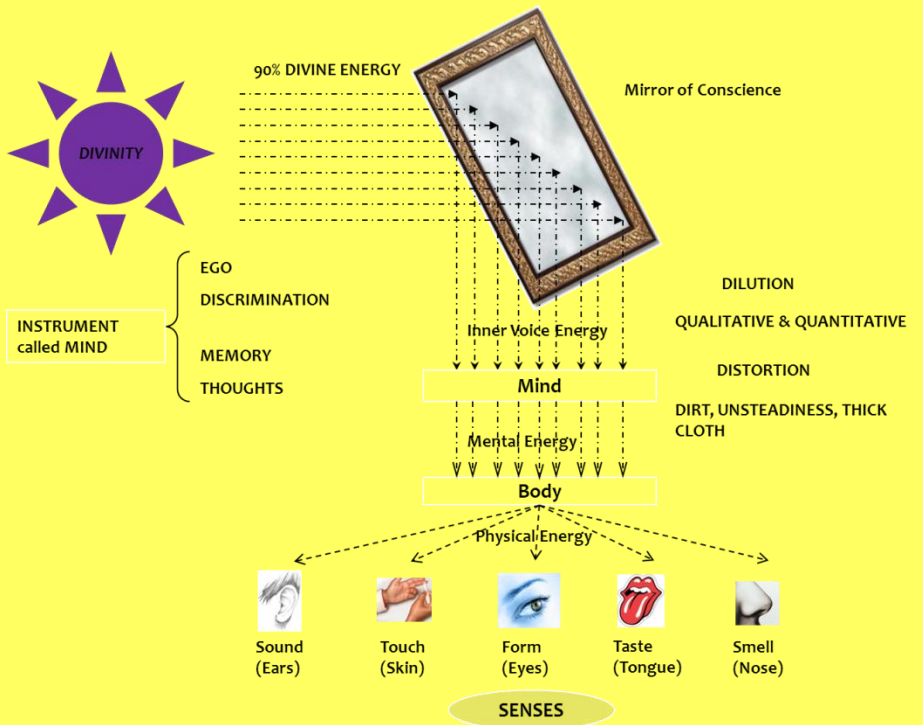 90% DIVINE ENERGY
Mirror of Conscience
DIVINITY
EGO
DISCRIMINATION
INSTRUMENT
called MIND
MEMORY
THOUGHTS
DILUTION
QUALITATIVE & QUANTITATIVE
DISTORTION
DIRT, UNSTEADINESS, THICK
CLOTH
Inner Voice Energy
Mind
Mental Energy
Body
Physical Energy
Sound
(Ears)
Touch
(Skin)
Form
(Eyes)
Taste
(Tongue)
Smell
(Nose)
SENSES